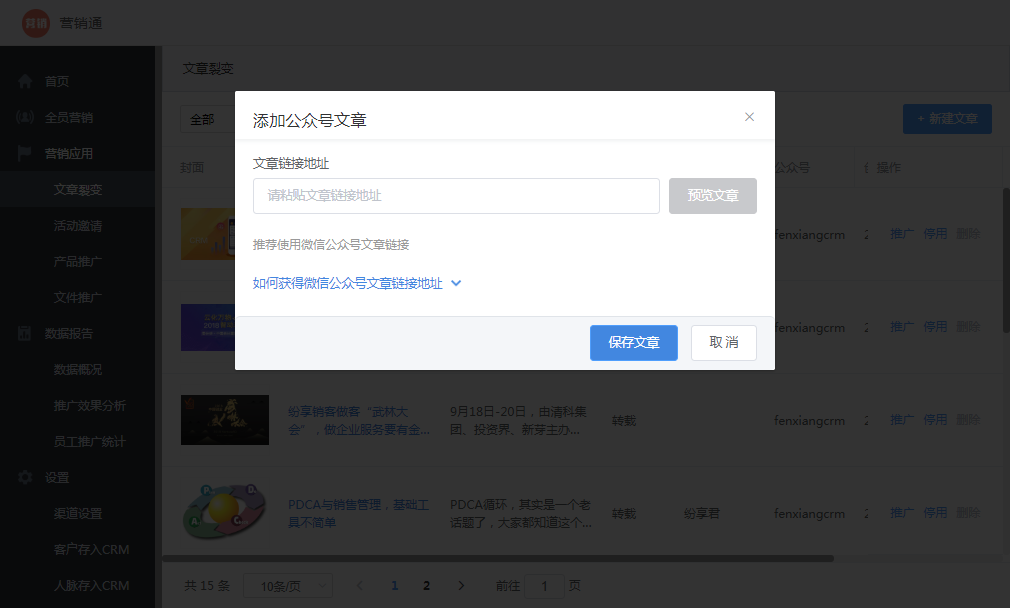 营销 营销通
首页
全员营销
营销应用
文章裂变
活动邀请
产品推广
文件推广
数据报告
数据概况
推广效果分析
员工推广统计
设置
渠道设置
客户存入CRM
人脉存入CRM
文章裂变
全部
+ 新建文章
封面
公众号
操作
添加公众号文章
×
文章链接地址
请粘贴文章链接地址
预览文章
推荐使用微信公众号文章链接
如何获得微信公众号文章链接地址
保存文章
取 消
fenxiangcrm 2 推广 停用 删除
fenxiangcrm 2 推广 停用 删除
纷享销客做客“武林大
会”，做企业服务要有金...
9月18日-20日，由酒科集
团、投资界、新芽主办...
转载
fenxiangcrm 2 推广 停用 删除
PDCA与销售管理，基础工
具不简单
PDCA循环，其实是一个老
话题了，大家都知道这个...
转载
纷享君
fenxiangcrm 2 推广 停用 删除
共 15 条 10条/页 1 2 前往 1 页